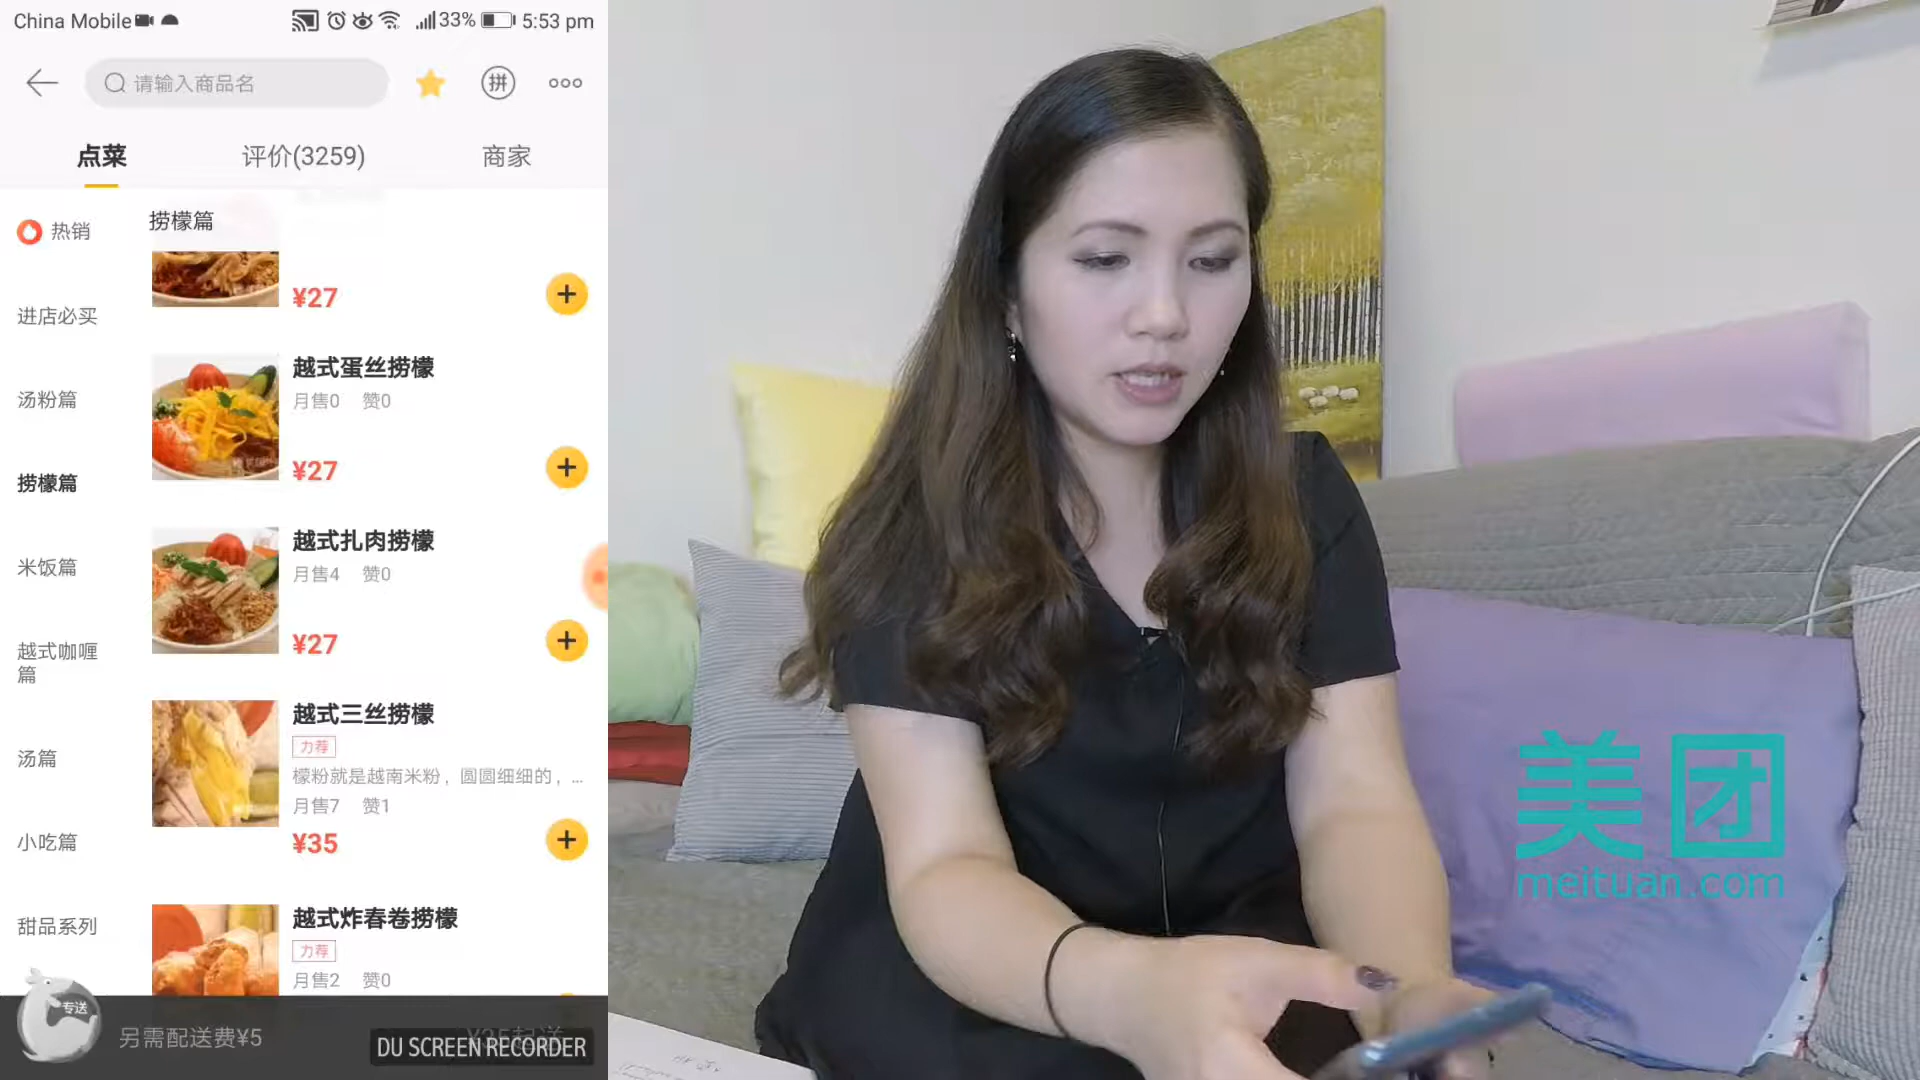 China Mobile 33% 5:53 pm
请输入商品名 拼
点菜 评价(3259) 商家
热销
进店必买
汤粉篇
捞檬篇
米饭篇
越式咖喱
篇
汤篇
小吃篇
甜品系列
捞檬篇
¥27
越式蛋丝捞檬
月售0 赞0
¥27
越式扎肉捞檬
月售4 赞0
¥27
越式三丝捞檬
力荐
檬粉就是越南米粉，圆圆细细的，...
月售7 赞1
¥35
越式炸春卷捞檬
力荐
月售2 赞0
专送
另需配送费¥5
DU SCREEN RECORDER
美团
meituan.com